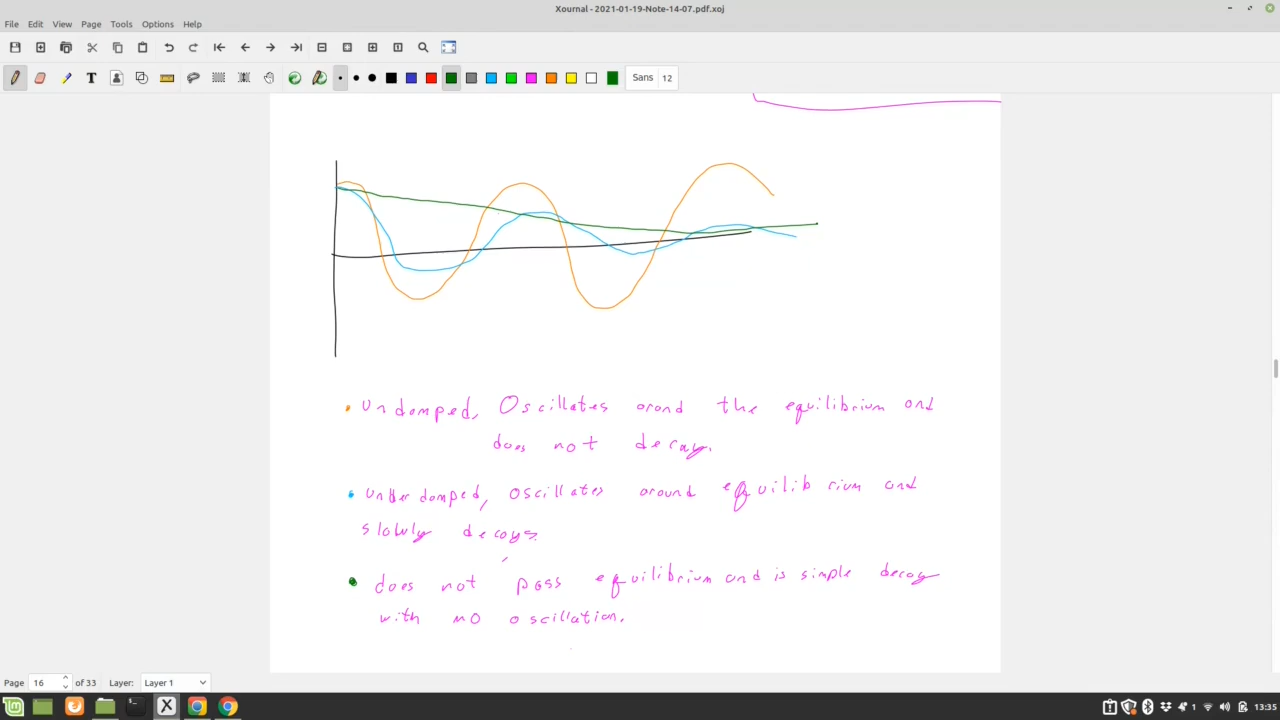 Xournal - 2021-01-19-Note-14-07.pdf.xoj
File Edit View Page Tools Options Help
Sans 12
Undamped, Oscillates arond the equilibrium and
does not decay.
Underdamped, oscillates around equilibrium and
slowly decays.
does not pass equilibrium and is simple decay
with no oscillation.
Page 16 of 33 Layer: Layer 1
13:35